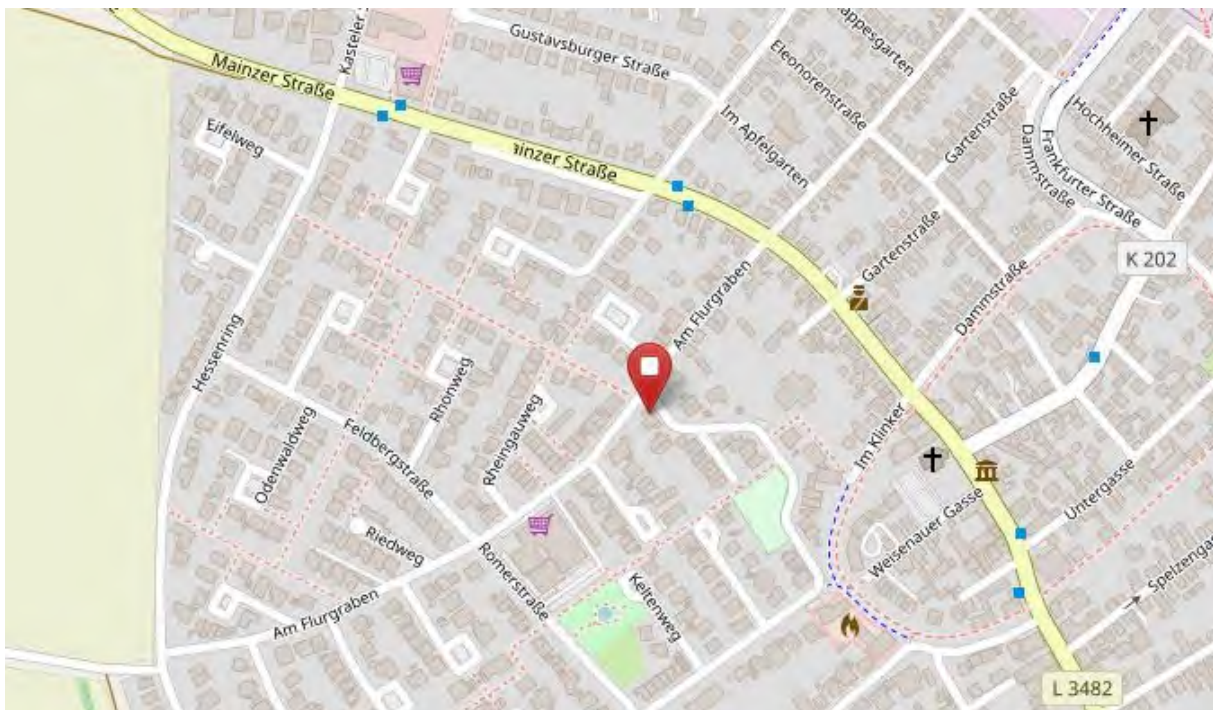 Kasteler
Gustavsburger Straße
appesgarten
Eleonorenstraße
Mainzer Straße
Eifelweg
ainzer Straße
Im Apfelgarten
Gartenstraße
Dammstraße
Frankfurter Straße
Hochheimer Straße
K 202
Gartenstraße
Am Flurgraben
Dammstraße
Hessenring
Rhönweg
Rheingauweg
Odenwaldweg
Feldbergstraße
Im Klinker
Untergasse
Weisenauer Gasse
Riedweg
Römerstraße
Keltenweg
Spelzengas
Am Flurgraben
L 3482